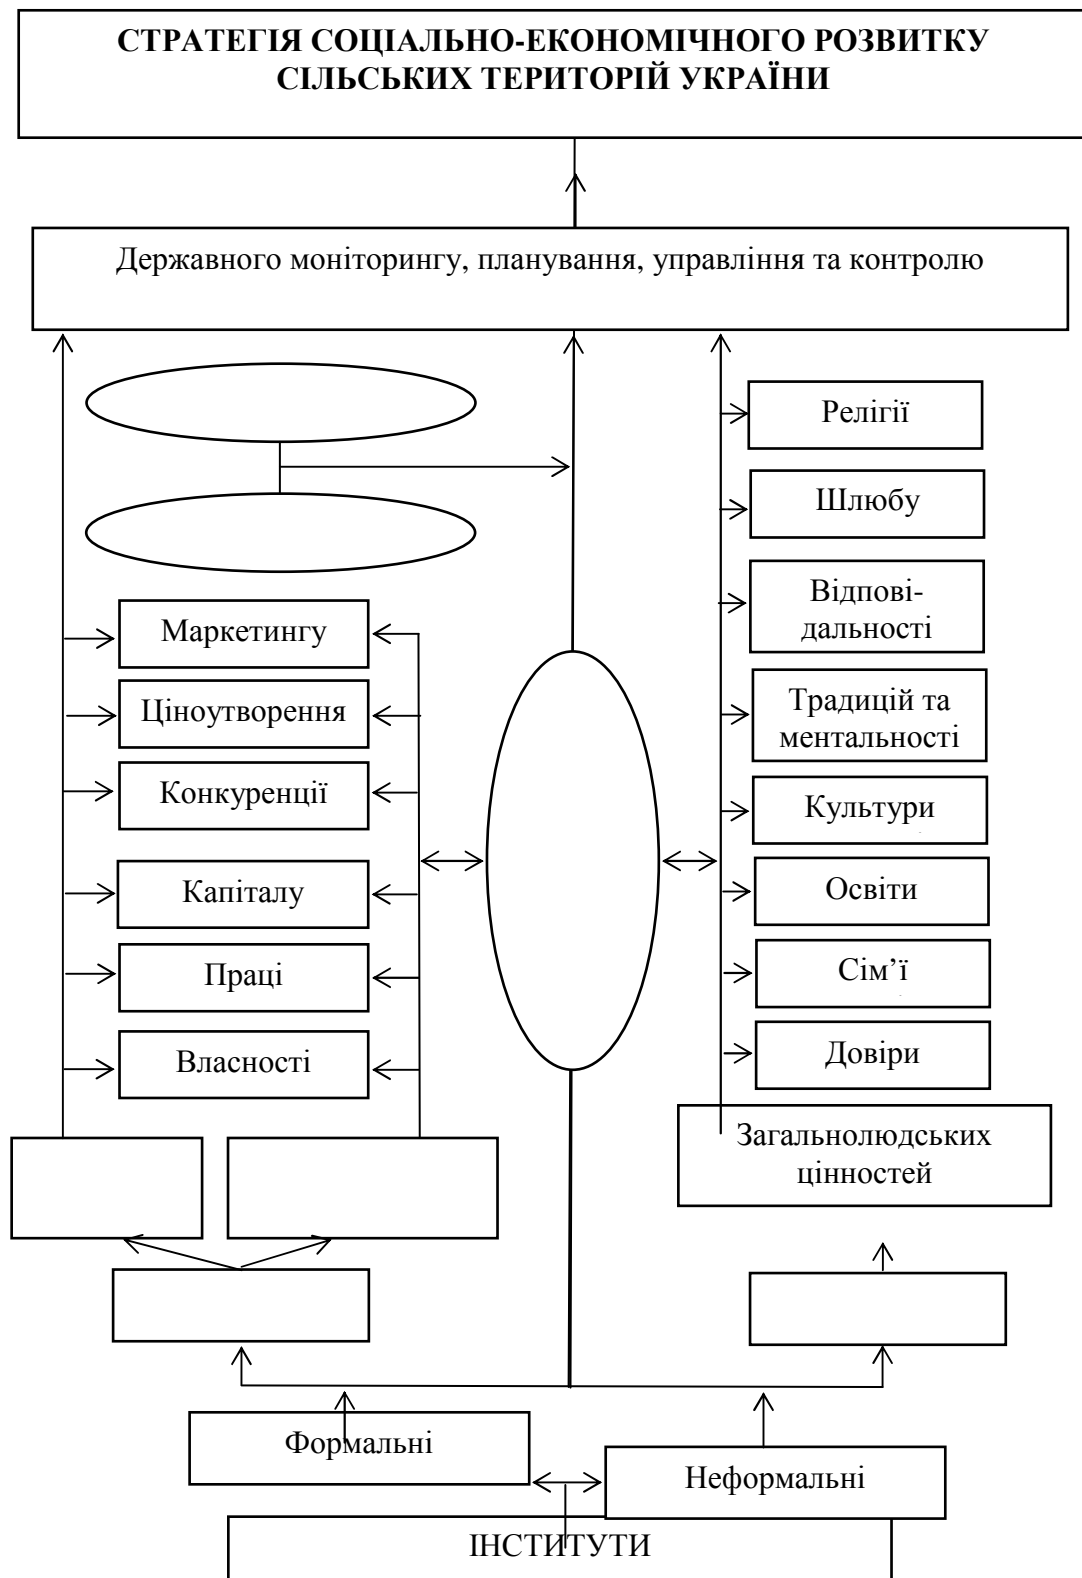 СТРАТЕГІЯ СОЦІАЛЬНО-ЕКОНОМІЧНОГО РОЗВИТКУ
СІЛЬСЬКИХ ТЕРИТОРІЙ УКРАЇНИ
Державного моніторингу, планування, управління та контролю
Маркетингу
Ціноутворення
Конкуренції
Капіталу
Праці
Власності
Релігії
Шлюбу
Відпові-
дальності
Традицій та
ментальності
Культури
Освіти
Сім’ї
Довіри
Загальнолюдських
цінностей
Формальні
Неформальні
ІНСТИТУТИ